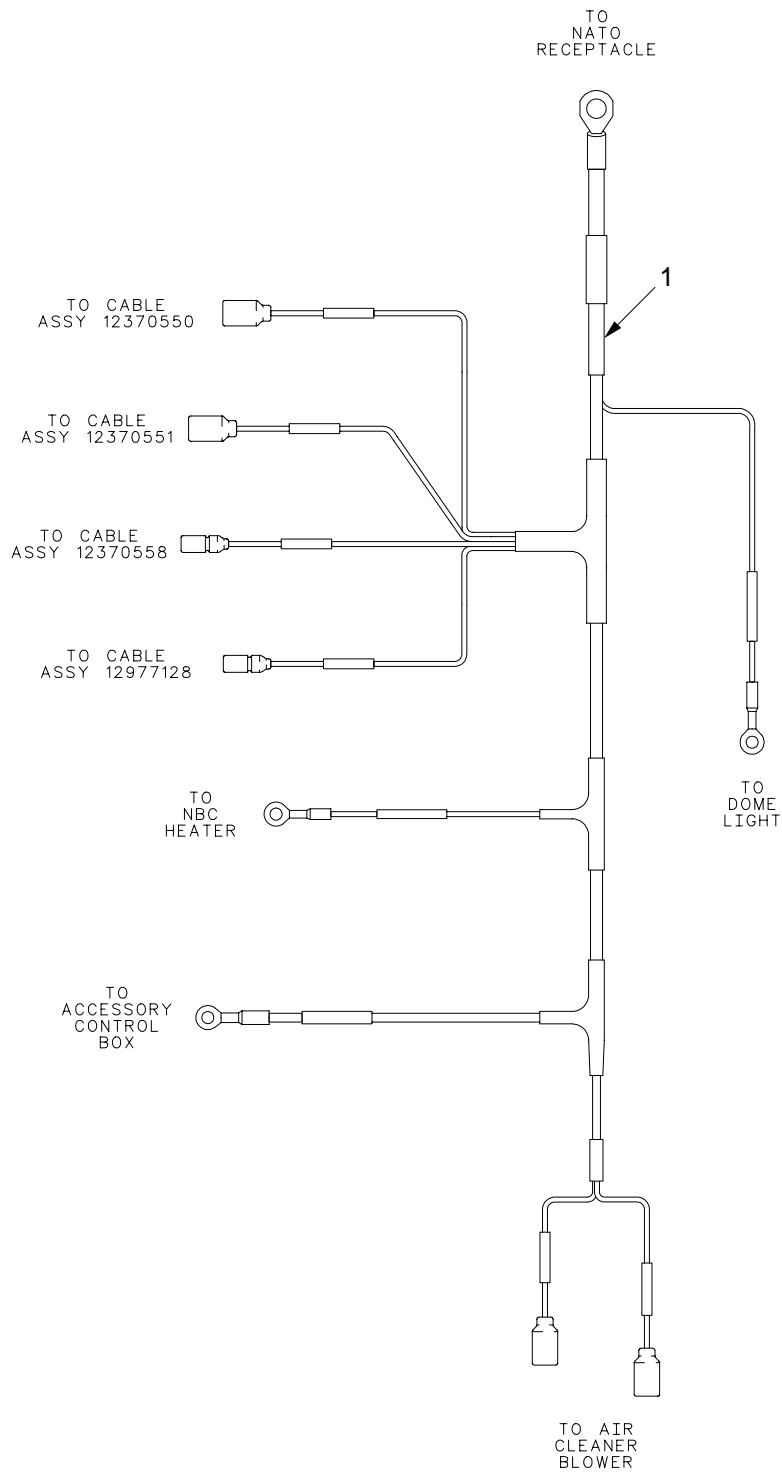 TO
NATO
RECEPTACLE
1
TO CABLE
ASSY 12370550
TO CABLE
ASSY 12370551
TO CABLE
ASSY 12370558
TO CABLE
ASSY 12977128
TO
DOME
LIGHT
TO
NBC
HEATER
TO
ACCESSORY
CONTROL
BOX
TO AIR
CLEANER
BLOWER